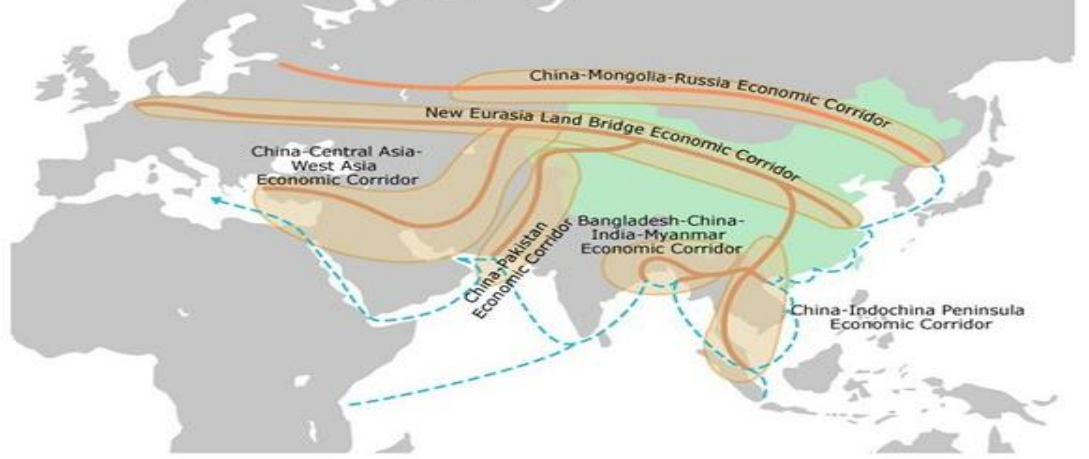 China-Mongolia-Russia Economic Corridor
New Eurasia Land Bridge Economic Corridor
China-Central Asia-
West Asia
Economic Corridor
China-Pakistan
Economic Corridor
Bangladesh-China-
India-Myanmar
Economic Corridor
China-Indochina Peninsula
Economic Corridor